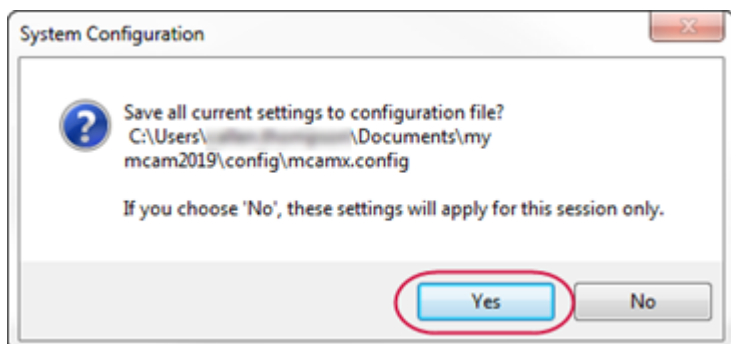 System Configuration
Save all current settings to configuration file?
C:\Users\ \Documents\my
mcam2019\config\mcamx.config
If you choose 'No', these settings will apply for this session only.
Yes
No